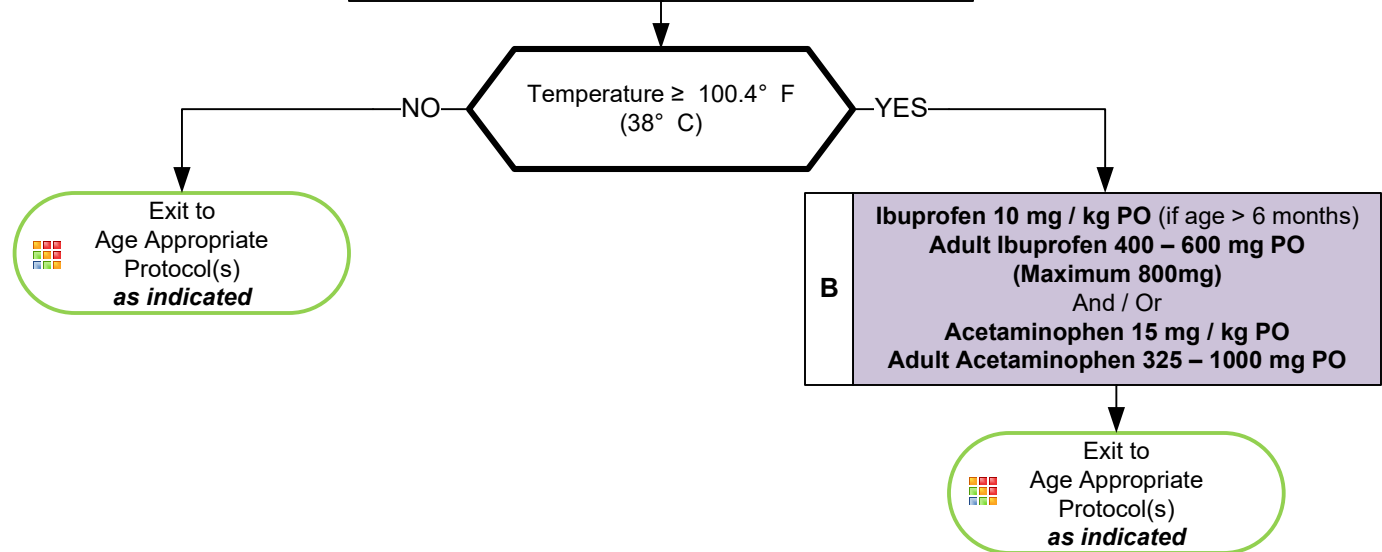 Temperature ≥ 100.4° F
(38° C)
NO
YES
Exit to
Age Appropriate
Protocol(s)
as indicated
B
Ibuprofen 10 mg / kg PO (if age > 6 months)
Adult Ibuprofen 400 – 600 mg PO
(Maximum 800mg)
And / Or
Acetaminophen 15 mg / kg PO
Adult Acetaminophen 325 – 1000 mg PO
Exit to
Age Appropriate
Protocol(s)
as indicated